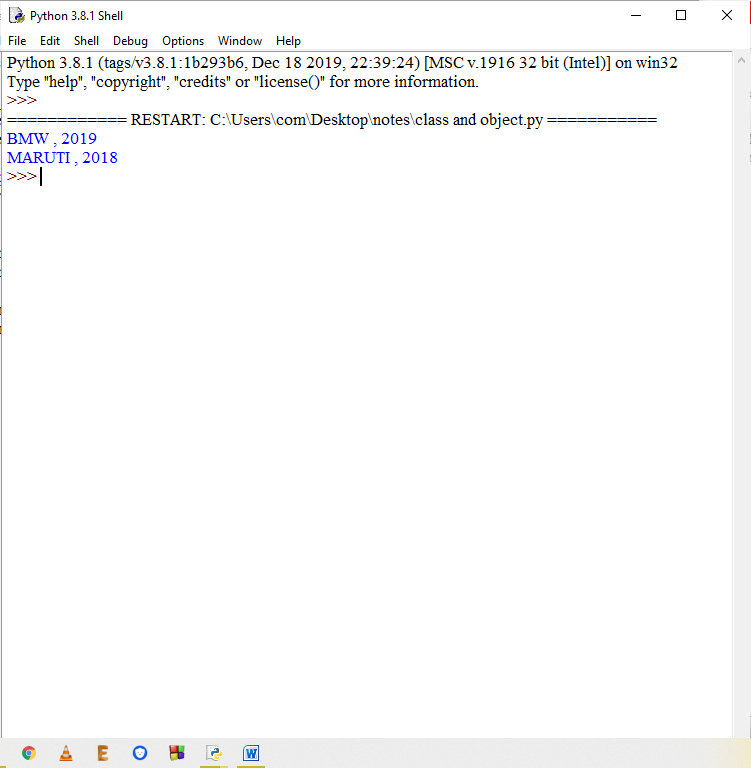 Python 3.8.1 Shell
File Edit Shell Debug Options Window Help
Python 3.8.1 (tags/v3.8.1:1b293b6, Dec 18 2019, 22:39:24) [MSC v.1916 32 bit (Intel)] on win32
Type "help", "copyright", "credits" or "license()" for more information.
>>>
============ RESTART: C:\Users\com\Desktop\notes\class and object.py ===========
BMW , 2019
MARUTI , 2018
>>>